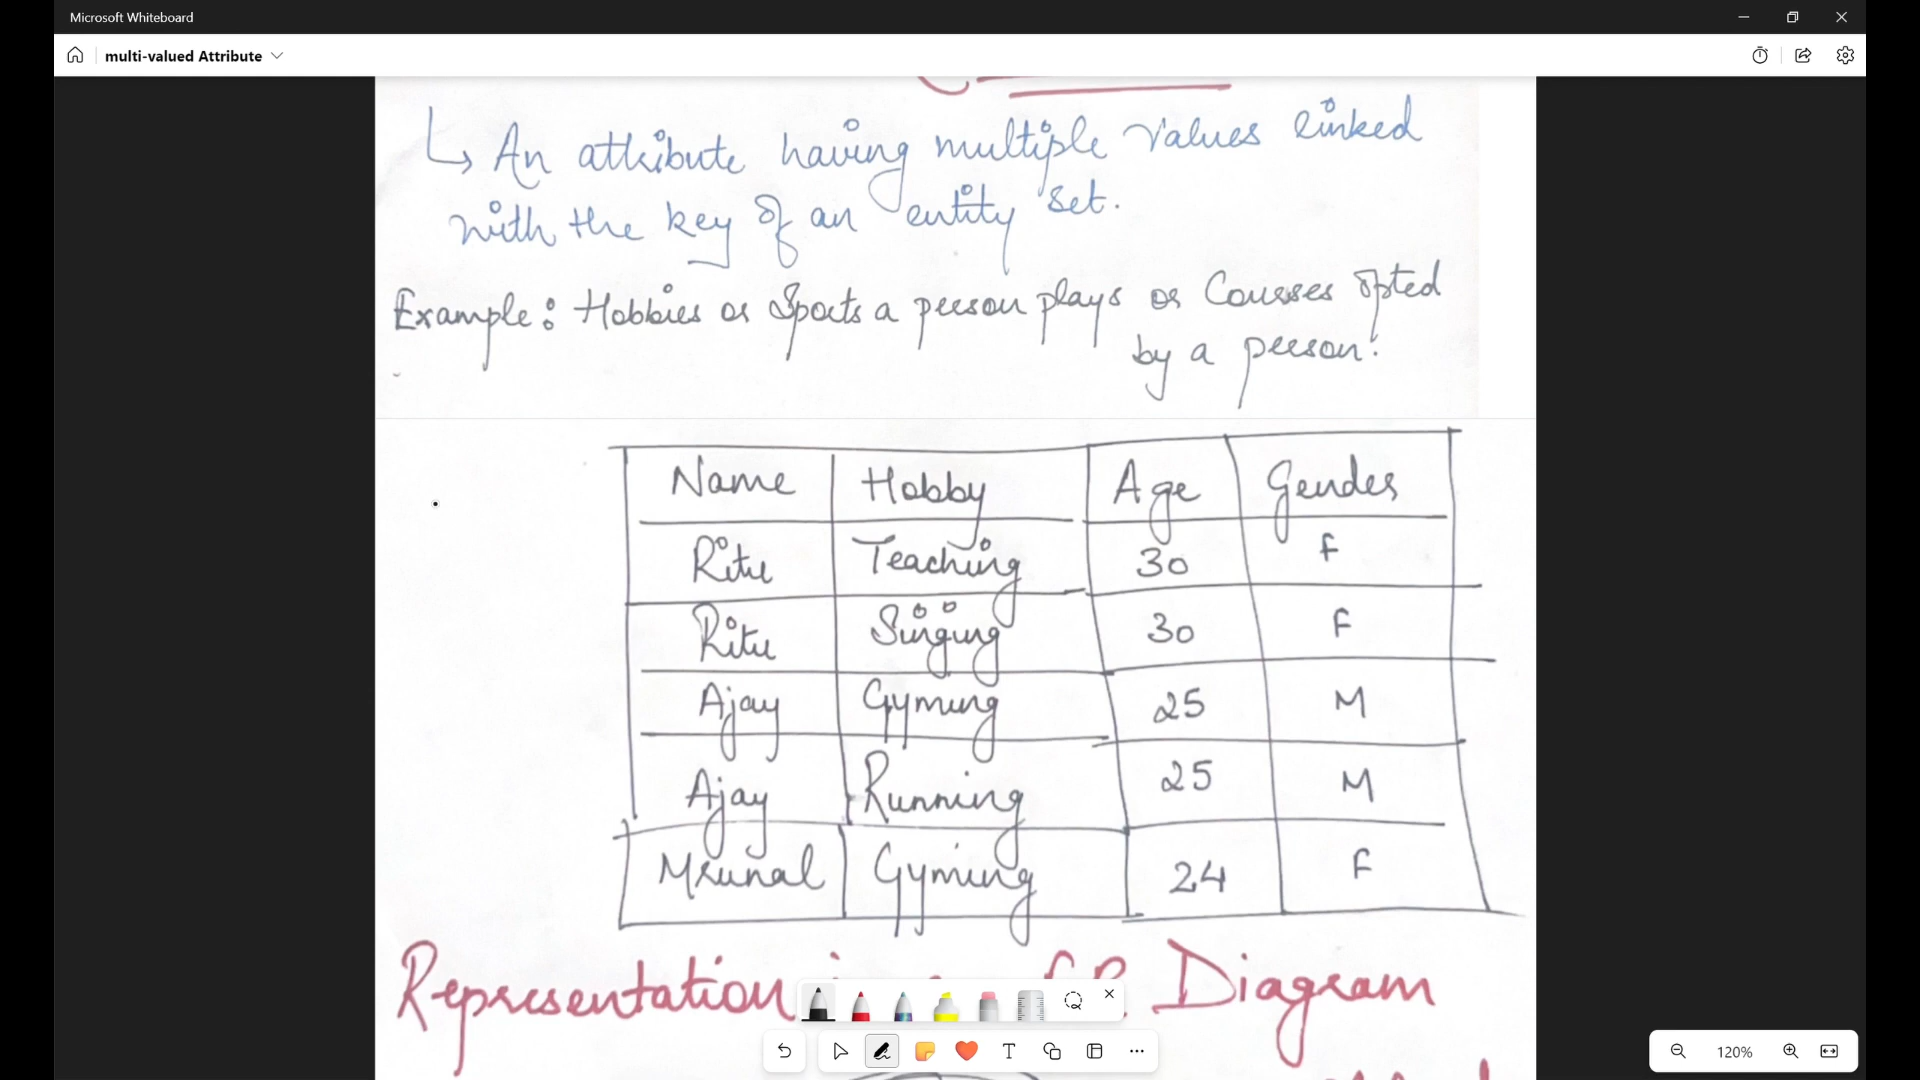 Microsoft Whiteboard
multi-valued Attribute
An attribute having multiple values linked
with the key of an entity set.
Example: Hobbies or Sports a person plays or Courses opted
by a person.
Name Hobby Age Gender
Ritu Teaching 30 F
Ritu Singing 30 F
Ajay Gyming 25 M
Ajay Running 25 M
Mrunal Gyming 24 F
Representation Diagram
120%